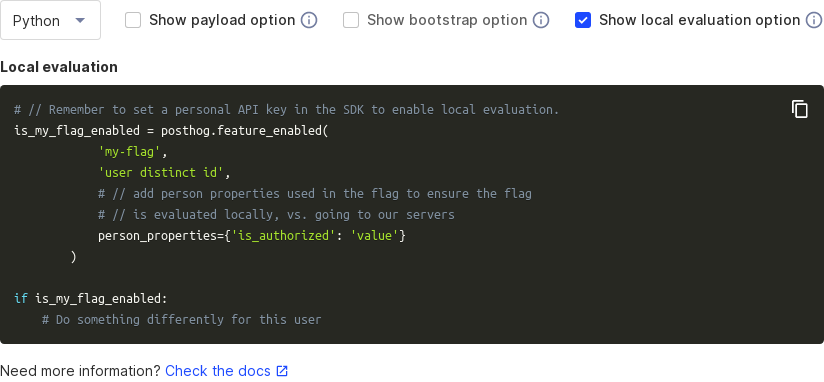 Python Show payload option Show bootstrap option Show local evaluation option
Local evaluation
# // Remember to set a personal API key in the SDK to enable local evaluation.
is_my_flag_enabled = posthog.feature_enabled(
            'my-flag',
            'user distinct id',
            # // add person properties used in the flag to ensure the flag
            # // is evaluated locally, vs. going to our servers
            person_properties={'is_authorized': 'value'}
        )
if is_my_flag_enabled:
    # Do something differently for this user
Need more information? Check the docs